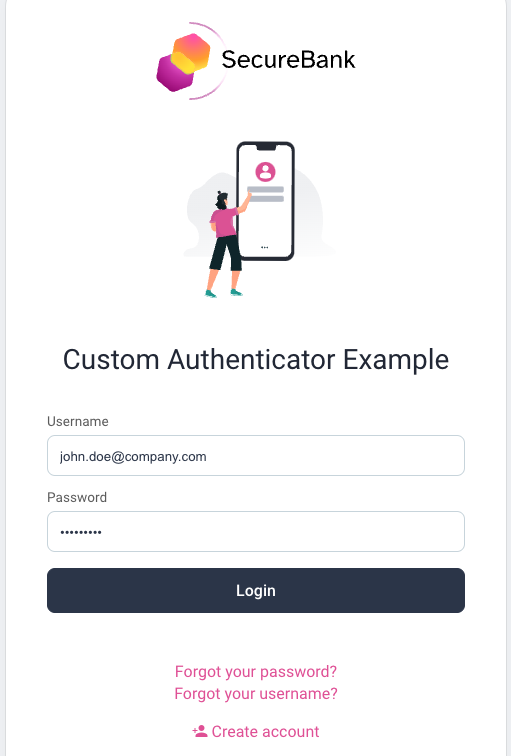 SecureBank
Custom Authenticator Example
Username
john.doe@company.com
Password
•••••••••
Login
Forgot your password?
Forgot your username?
Create account